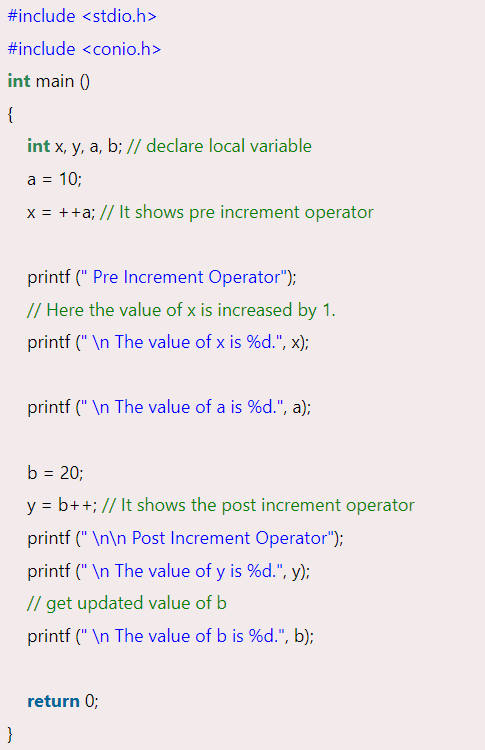 #include <stdio.h>
#include <conio.h>
int main ()
{
int x, y, a, b; // declare local variable
a = 10;
x = ++a; // It shows pre increment operator
printf (" Pre Increment Operator");
// Here the value of x is increased by 1.
printf (" \n The value of x is %d.", x);
printf (" \n The value of a is %d.", a);
b = 20;
y = b++; // It shows the post increment operator
printf (" \n\n Post Increment Operator");
printf (" \n The value of y is %d.", y);
// get updated value of b
printf (" \n The value of b is %d.", b);
return 0;
}